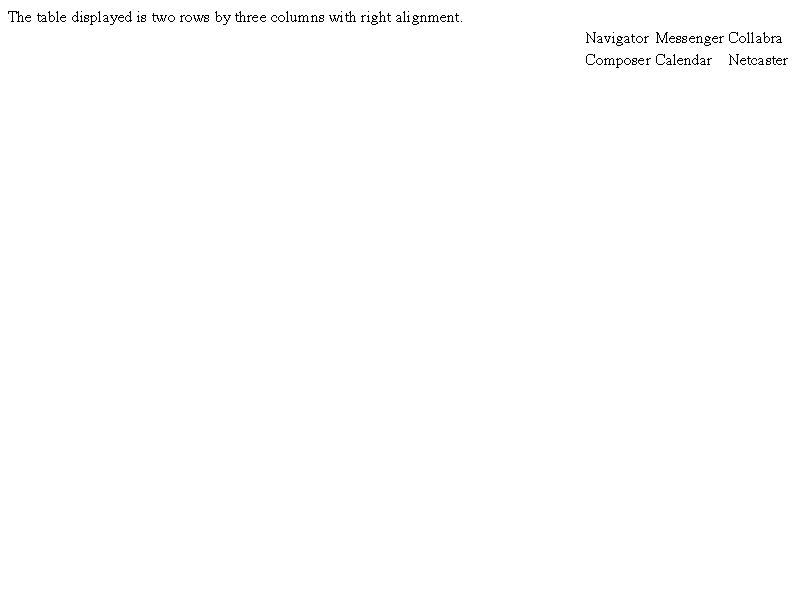 The table displayed is two rows by three columns with right alignment.
Navigator Messenger Collabra
Composer Calendar Netcaster